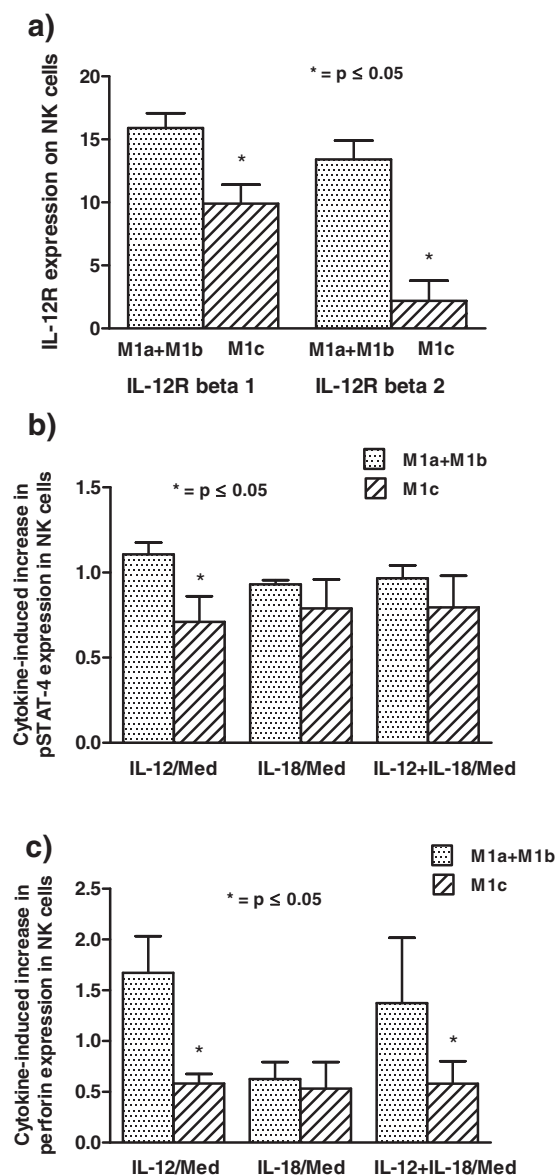 a)
IL-12R expression on NK cells
20
15
10
5
0
* = p ≤ 0.05
*
*
M1a+M1b M1c M1a+M1b M1c
IL-12R beta 1 IL-12R beta 2
b)
M1a+M1b
M1c
Cytokine-induced increase in
pSTAT-4 expression in NK cells
1.5
1.0
0.5
0.0
* = p ≤ 0.05
*
IL-12/Med IL-18/Med IL-12+IL-18/Med
c)
M1a+M1b
M1c
Cytokine-induced increase in
perforin expression in NK cells
2.5
2.0
1.5
1.0
0.5
0.0
* = p ≤ 0.05
*
*
IL-12/Med IL-18/Med IL-12+IL-18/Med